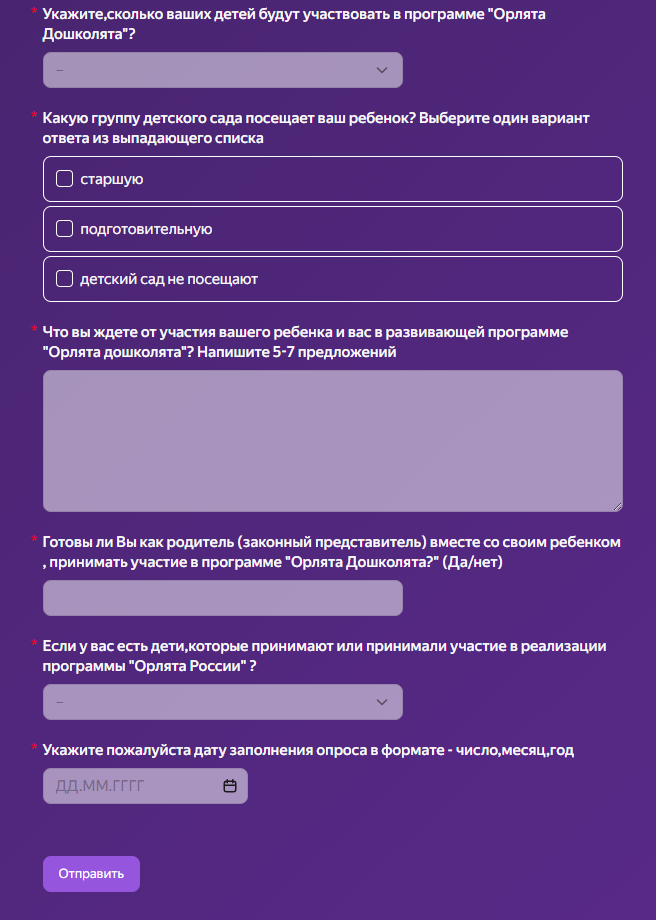 * Укажите,сколько ваших детей будут участвовать в программе "Орлята
Дошколята"?
–
* Какую группу детского сада посещает ваш ребенок? Выберите один вариант
ответа из выпадающего списка
старшую
подготовительную
детский сад не посещают
* Что вы ждете от участия вашего ребенка и вас в развивающей программе
"Орлята дошколята"? Напишите 5-7 предложений
* Готовы ли Вы как родитель (законный представитель) вместе со своим ребенком
, принимать участие в программе "Орлята Дошколята?" (Да/нет)
* Если у вас есть дети,которые принимают или принимали участие в реализации
программы "Орлята России" ?
–
* Укажите пожалуйста дату заполнения опроса в формате - число,месяц,год
ДД.ММ.ГГГГ
Отправить